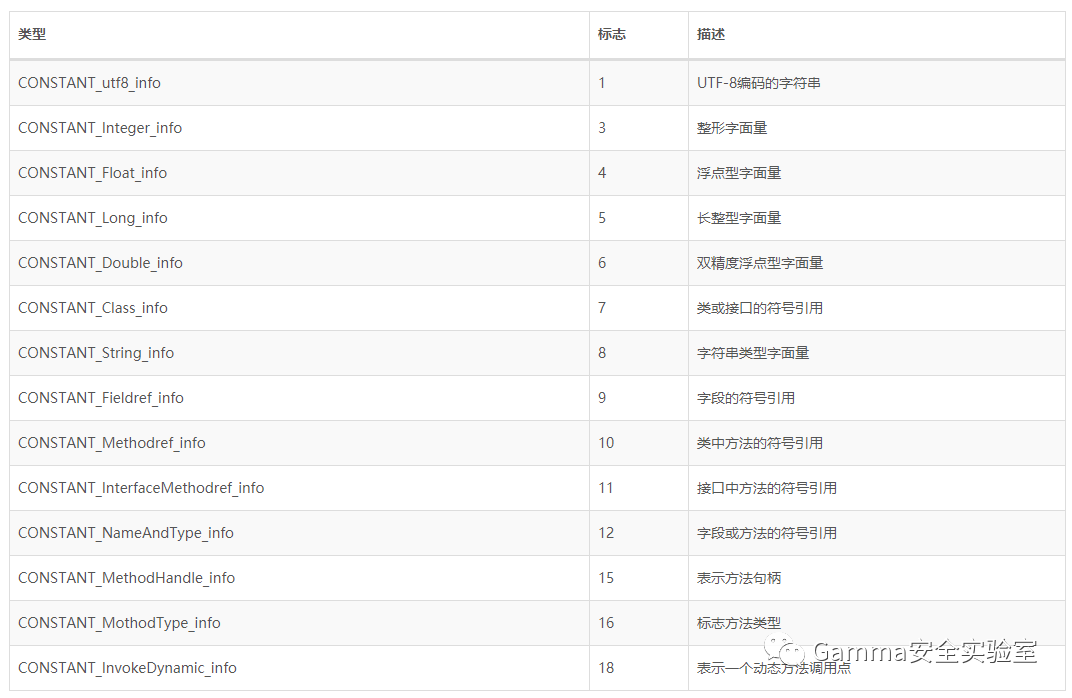 类型 标志 描述
CONSTANT_utf8_info 1 UTF-8编码的字符串
CONSTANT_Integer_info 3 整形字面量
CONSTANT_Float_info 4 浮点型字面量
CONSTANT_Long_info 5 长整型字面量
CONSTANT_Double_info 6 双精度浮点型字面量
CONSTANT_Class_info 7 类或接口的符号引用
CONSTANT_String_info 8 字符串类型字面量
CONSTANT_Fieldref_info 9 字段的符号引用
CONSTANT_Methodref_info 10 类中方法的符号引用
CONSTANT_InterfaceMethodref_info 11 接口中方法的符号引用
CONSTANT_NameAndType_info 12 字段或方法的符号引用
CONSTANT_MethodHandle_info 15 表示方法句柄
CONSTANT_MothodType_info 16 标志方法类型
Gamma安全实验室
CONSTANT_InvokeDynamic_info 18 表示一个动态方法调用点